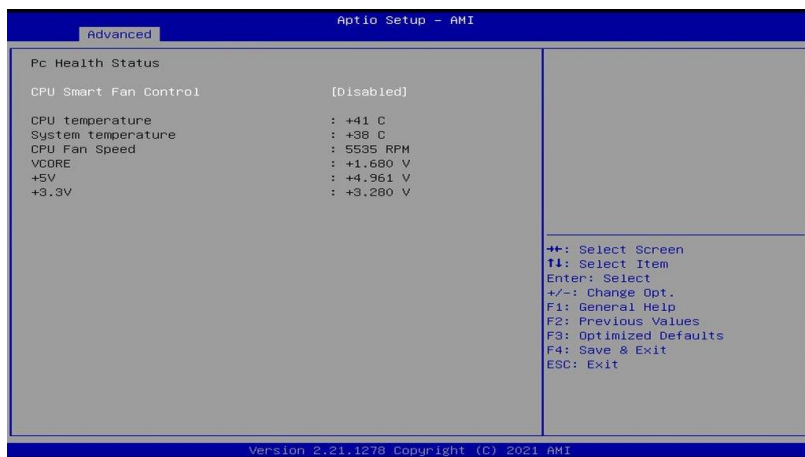 Aptio Setup – AMI
Advanced
Pc Health Status
CPU Smart Fan Control [Disabled]
CPU temperature : +41 C
System temperature : +38 C
CPU Fan Speed : 5535 RPM
VCORE : +1.680 V
+5V : +4.961 V
+3.3V : +3.280 V
→←: Select Screen
↑↓: Select Item
Enter: Select
+/-: Change Opt.
F1: General Help
F2: Previous Values
F3: Optimized Defaults
F4: Save & Exit
ESC: Exit
Version 2.21.1278 Copyright (C) 2021 AMI